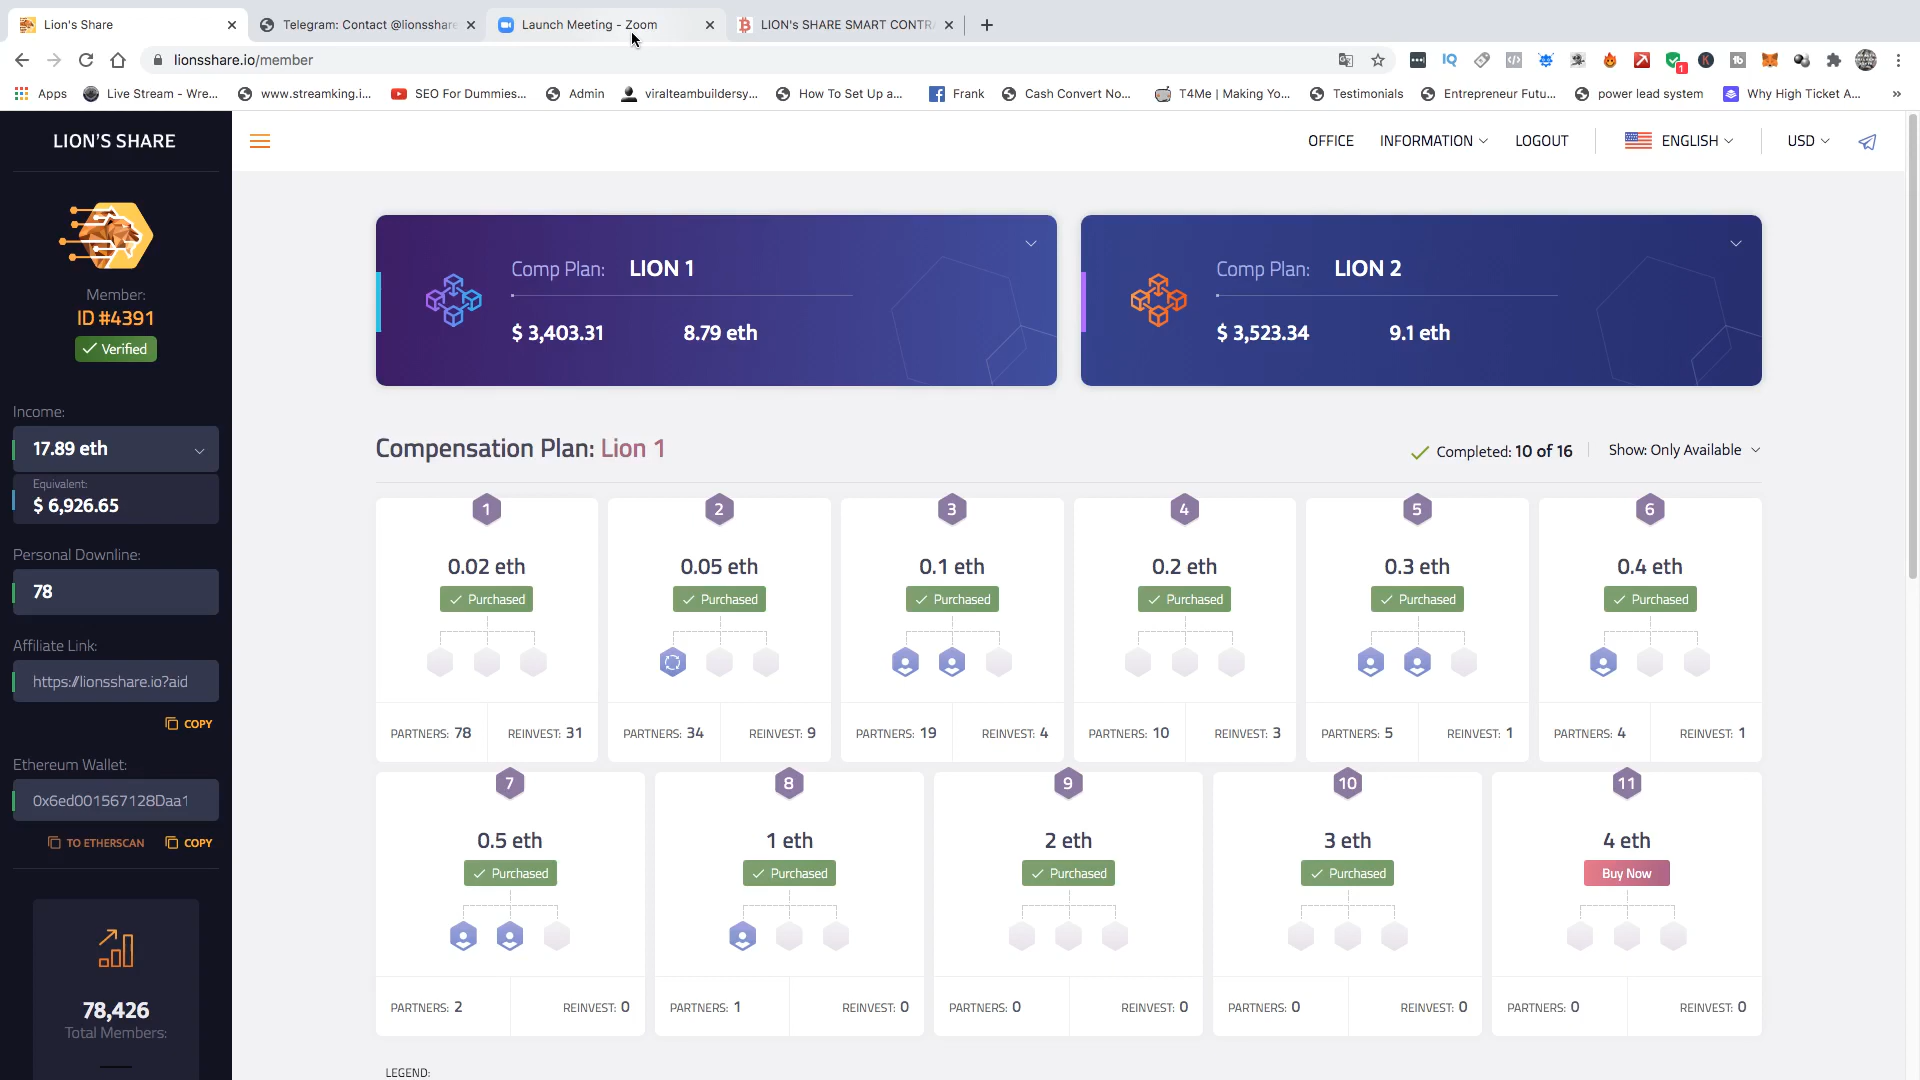 Lion's Share
Telegram: Contact @lionsshare
Launch Meeting - Zoom
LION's SHARE SMART CONTRA
lionsshare.io/member
Apps
Live Stream - Wre...
www.streamking.i...
SEO For Dummies...
Admin
viralteambuildersy...
How To Set Up a...
Frank
Cash Convert No...
T4Me | Making Yo...
Testimonials
Entrepreneur Futu...
power lead system
Why High Ticket A...
LION'S SHARE
OFFICE
INFORMATION
LOGOUT
ENGLISH
USD
Member:
ID #4391
Verified
Income:
17.89 eth
Equivalent:
$ 6,926.65
Personal Downline:
78
Affiliate Link:
https://lionsshare.io?aid
COPY
Ethereum Wallet:
0x6ed001567128Daa1
TO ETHERSCAN
COPY
78,426
Total Members:
Comp Plan: LION 1
$ 3,403.31 8.79 eth
Comp Plan: LION 2
$ 3,523.34 9.1 eth
Compensation Plan: Lion 1
Completed: 10 of 16
Show: Only Available
1
0.02 eth
Purchased
PARTNERS: 78 REINVEST: 31
2
0.05 eth
Purchased
PARTNERS: 34 REINVEST: 9
3
0.1 eth
Purchased
PARTNERS: 19 REINVEST: 4
4
0.2 eth
Purchased
PARTNERS: 10 REINVEST: 3
5
0.3 eth
Purchased
PARTNERS: 5 REINVEST: 1
6
0.4 eth
Purchased
PARTNERS: 4 REINVEST: 1
7
0.5 eth
Purchased
PARTNERS: 2 REINVEST: 0
8
1 eth
Purchased
PARTNERS: 1 REINVEST: 0
9
2 eth
Purchased
PARTNERS: 0 REINVEST: 0
10
3 eth
Purchased
PARTNERS: 0 REINVEST: 0
11
4 eth
Buy Now
PARTNERS: 0 REINVEST: 0
LEGEND: